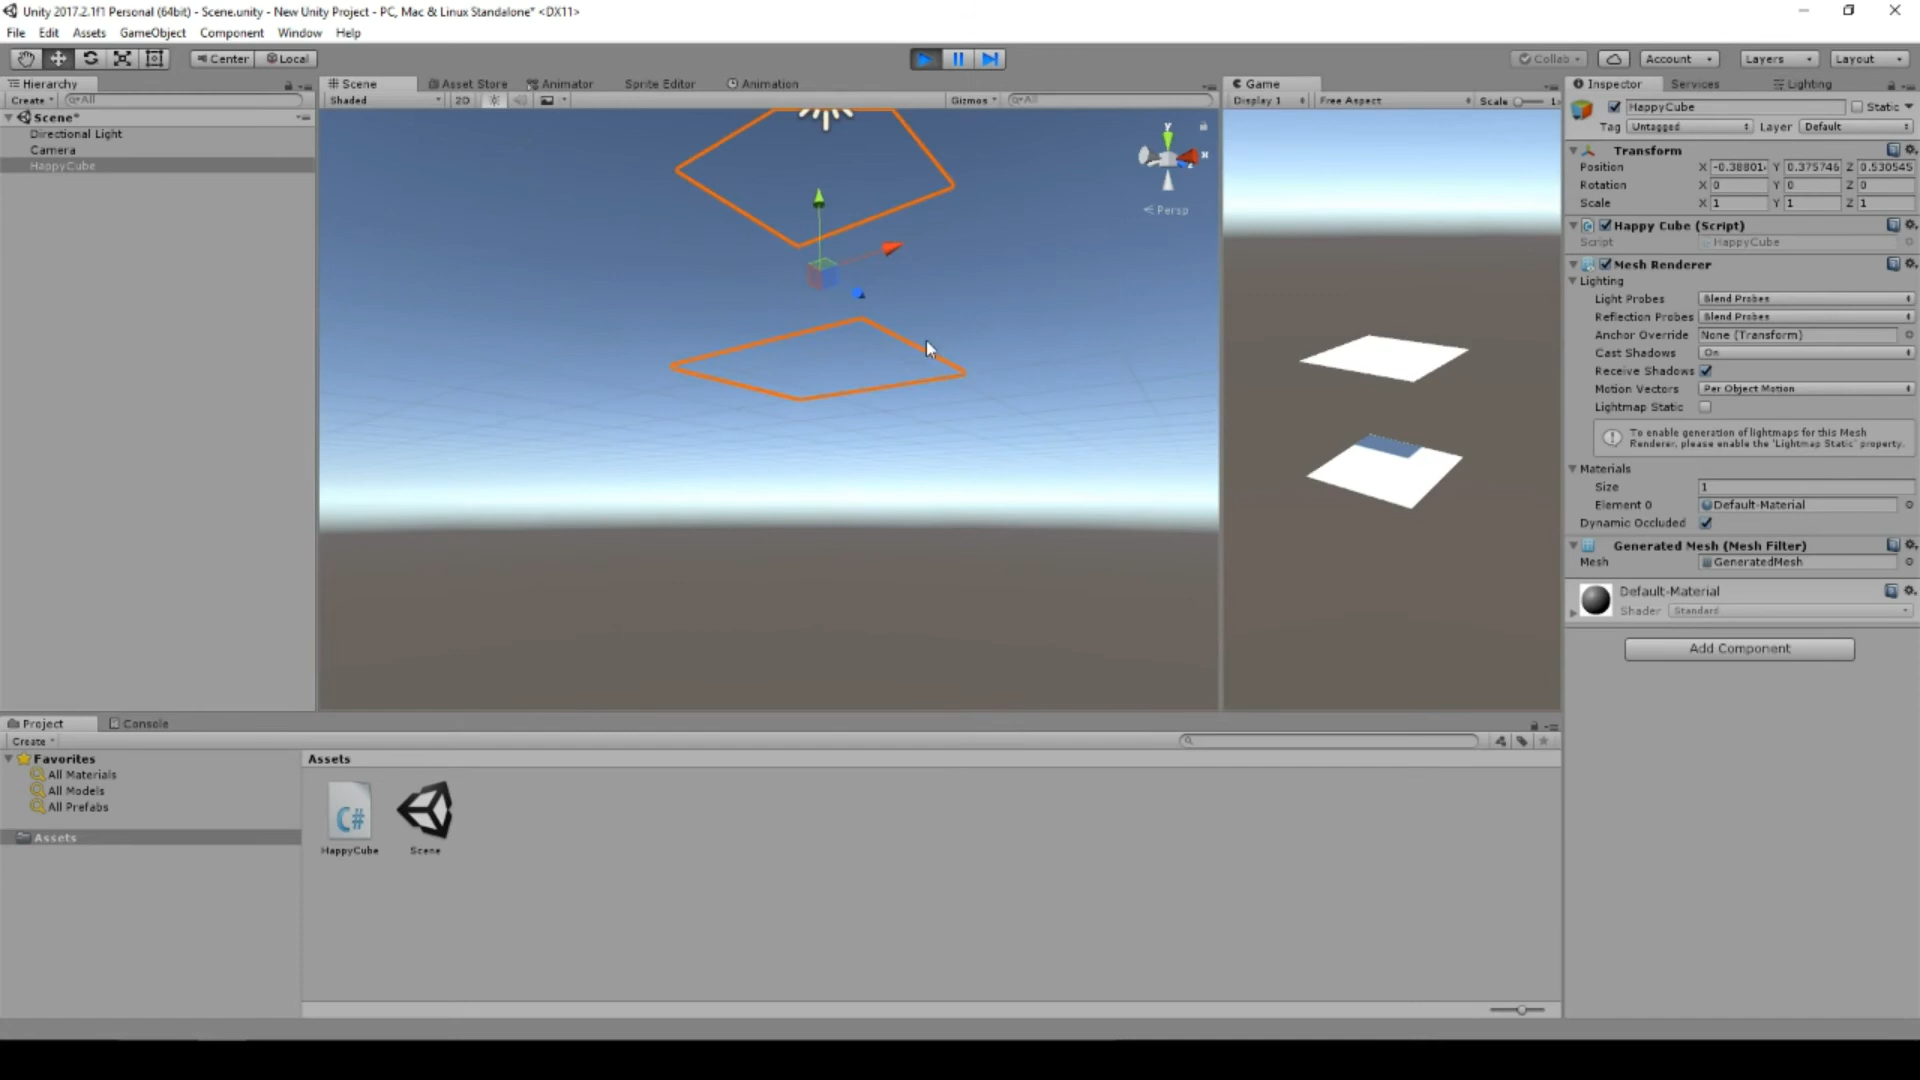 Unity 2017.2.1f1 Personal (64bit) - Scene.unity - New Unity Project - PC, Mac & Linux Standalone* <DX11>
File Edit Assets GameObject Component Window Help
Center Local Collab Account Layers Layout
Hierarchy
Create All
Scene*
Directional Light
Camera
HappyCube
Scene Asset Store Animator Sprite Editor Animation
Shaded 2D Gizmos All
y
x
Persp
Game
Display 1 Free Aspect Scale 1x
Inspector Services Lighting
HappyCube Static
Tag Untagged Layer Default
Transform
Position X -0.38801 Y 0.375746 Z 0.530545
Rotation X 0 Y 0 Z 0
Scale X 1 Y 1 Z 1
Happy Cube (Script)
Script HappyCube
Mesh Renderer
Lighting
Light Probes Blend Probes
Reflection Probes Blend Probes
Anchor Override None (Transform)
Cast Shadows On
Receive Shadows
Motion Vectors Per Object Motion
Lightmap Static
To enable generation of lightmaps for this Mesh
Renderer, please enable the 'Lightmap Static' property.
Materials
Size 1
Element 0 Default-Material
Dynamic Occluded
Generated Mesh (Mesh Filter)
Mesh GeneratedMesh
Default-Material
Shader Standard
Add Component
Project Console
Create
Favorites
All Materials
All Models
All Prefabs
Assets
Assets
C#
HappyCube Scene